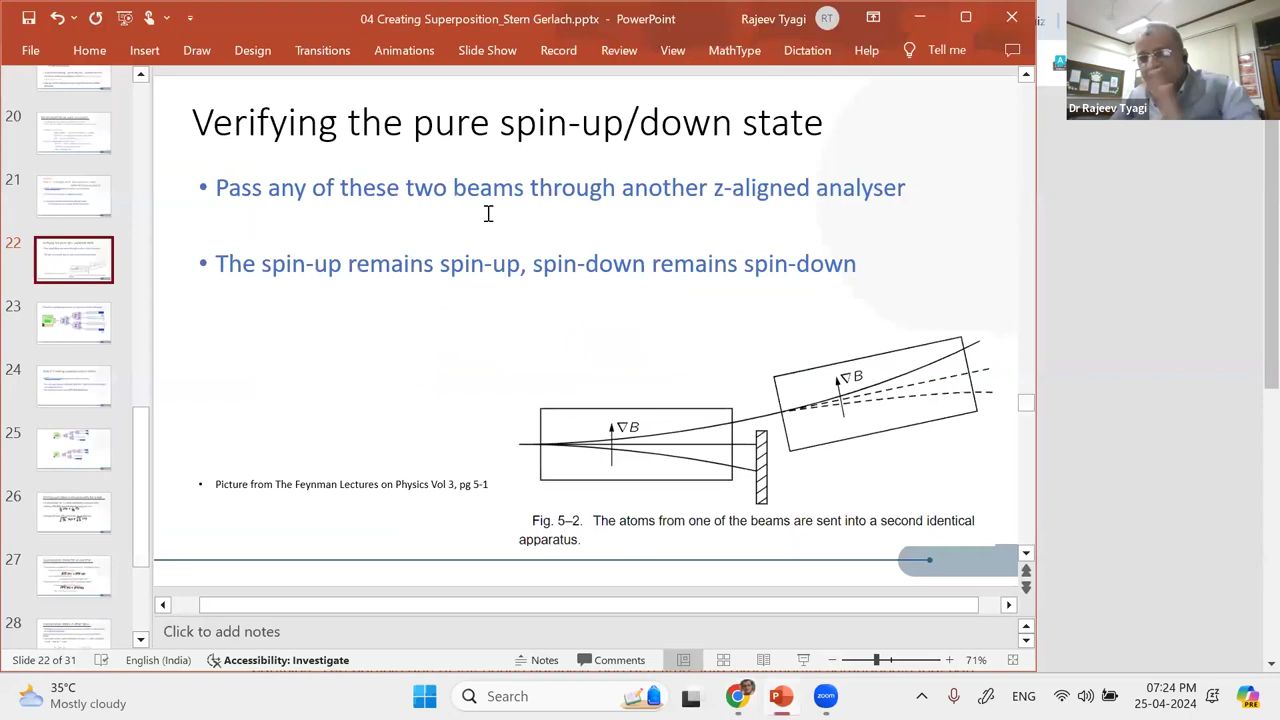 04 Creating Superposition_Stern Gerlach.pptx - PowerPoint
Rajeev Tyagi
RT
File
Home
Insert
Draw
Design
Transitions
Animations
Slide Show
Record
Review
View
MathType
Dictation
Help
Tell me
Dr Rajeev Tyagi
20
21
22
23
24
25
26
27
28
Verifying the pure spin-up/down state
• Pass any of these two beams through another z-aligned analyser
• The spin-up remains spin-up, spin-down remains spin-down
∇B
∇B
• Picture from The Feynman Lectures on Physics Vol 3, pg 5-1
Fig. 5–2. The atoms from one of the beams are sent into a second identical
apparatus.
Click to add notes
Slide 22 of 31
English (India)
Accessibility: Investigate
Notes
Comments
71%
35°C
Mostly cloudy
Search
zoom
ENG
07:24 PM
25-04-2024
PRE